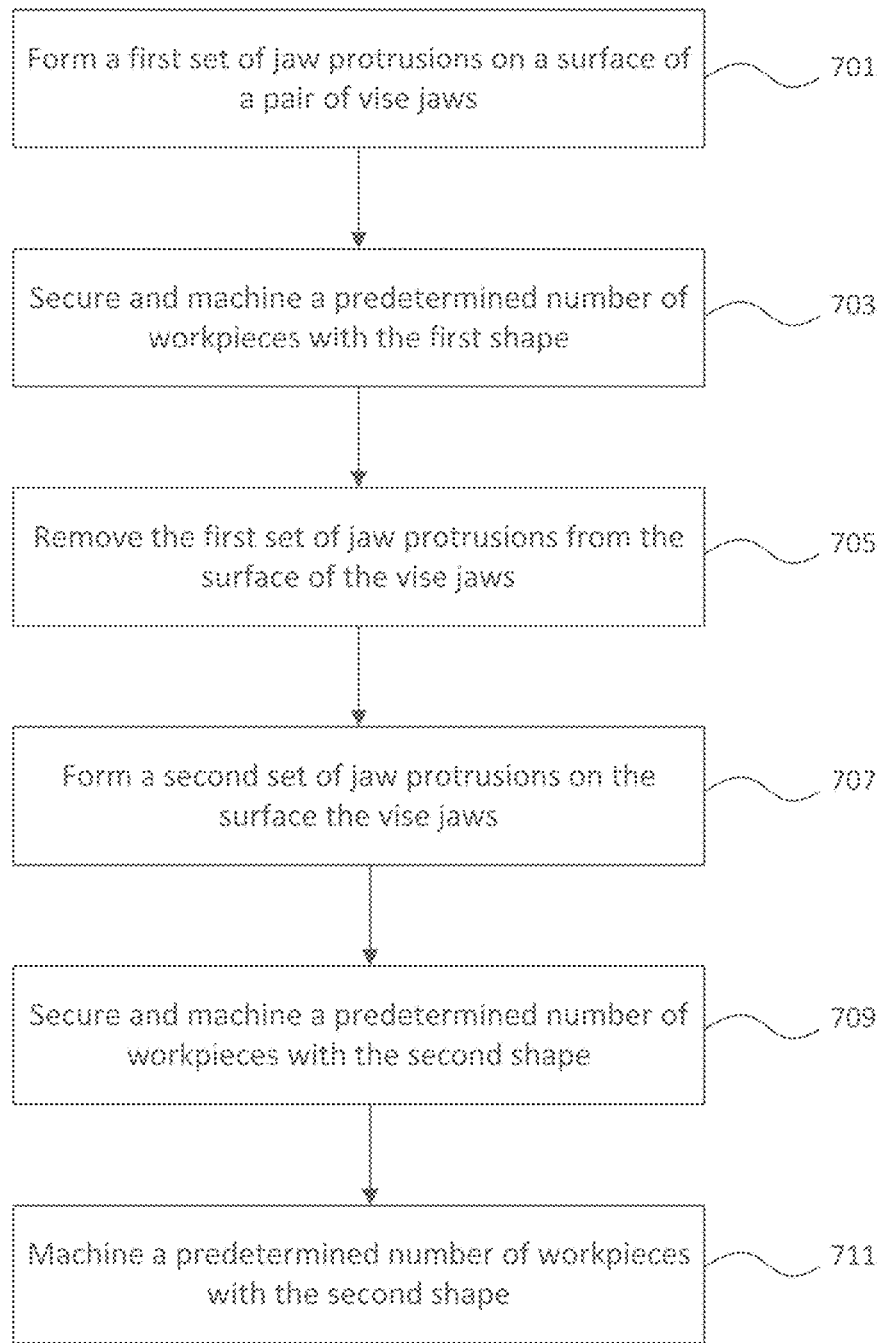 Form a first set of jaw protrusions on a surface of
a pair of vise jaws
701
Secure and machine a predetermined number of
workpieces with the first shape
703
Remove the first set of jaw protrusions from the
surface of the vise jaws
705
Form a second set of jaw protrusions on the
surface the vise jaws
707
Secure and machine a predetermined number of
workpieces with the second shape
709
Machine a predetermined number of workpieces
with the second shape
711